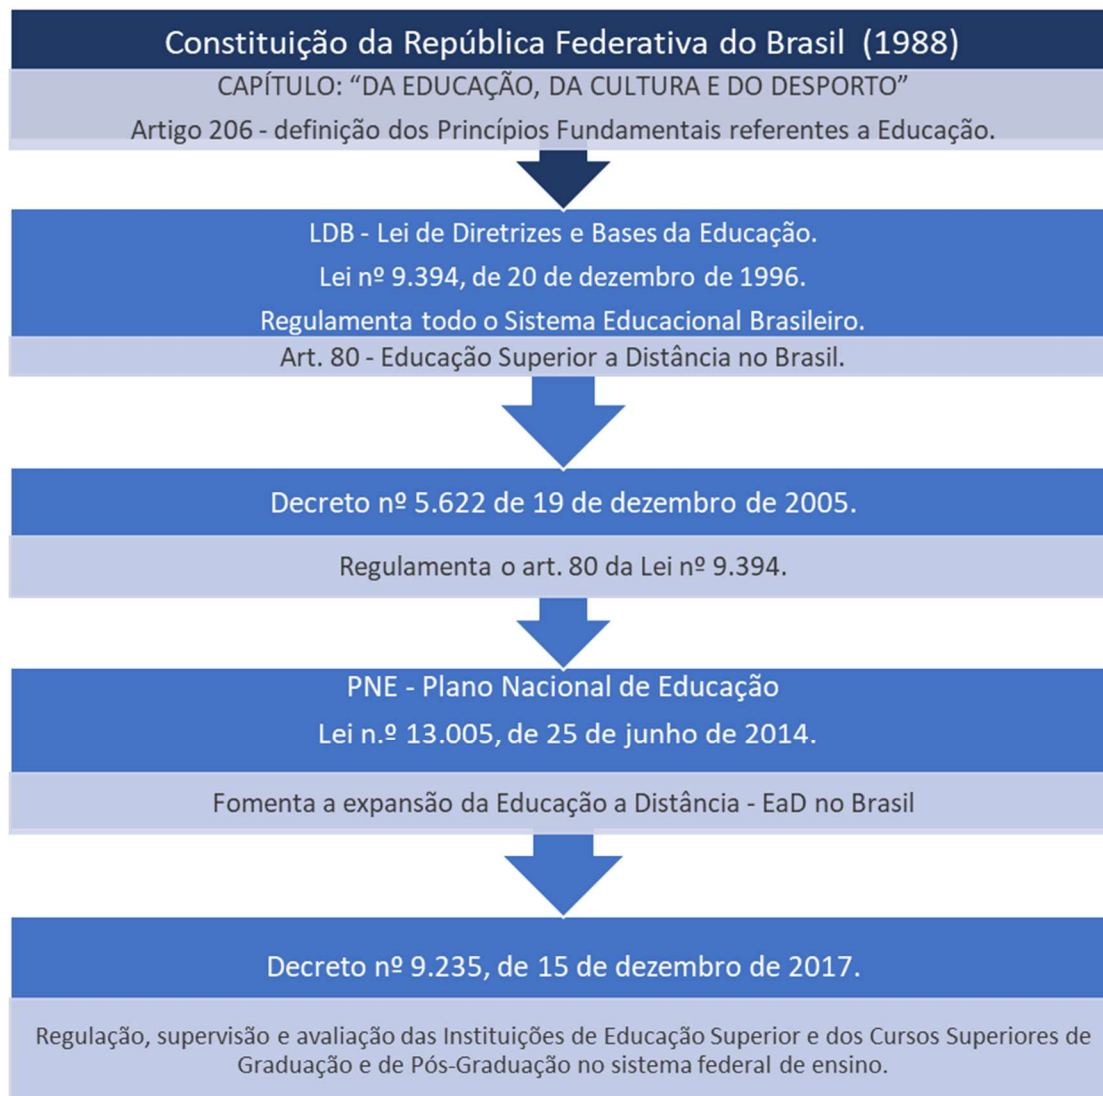 Constituição da República Federativa do Brasil (1988)
CAPÍTULO: “DA EDUCAÇÃO, DA CULTURA E DO DESPORTO”
Artigo 206 - definição dos Princípios Fundamentais referentes a Educação.
LDB - Lei de Diretrizes e Bases da Educação.
Lei nº 9.394, de 20 de dezembro de 1996.
Regulamenta todo o Sistema Educacional Brasileiro.
Art. 80 - Educação Superior a Distância no Brasil.
Decreto nº 5.622 de 19 de dezembro de 2005.
Regulamenta o art. 80 da Lei nº 9.394.
PNE - Plano Nacional de Educação
Lei n.º 13.005, de 25 de junho de 2014.
Fomenta a expansão da Educação a Distância - EaD no Brasil
Decreto nº 9.235, de 15 de dezembro de 2017.
Regulação, supervisão e avaliação das Instituições de Educação Superior e dos Cursos Superiores de
Graduação e de Pós-Graduação no sistema federal de ensino.